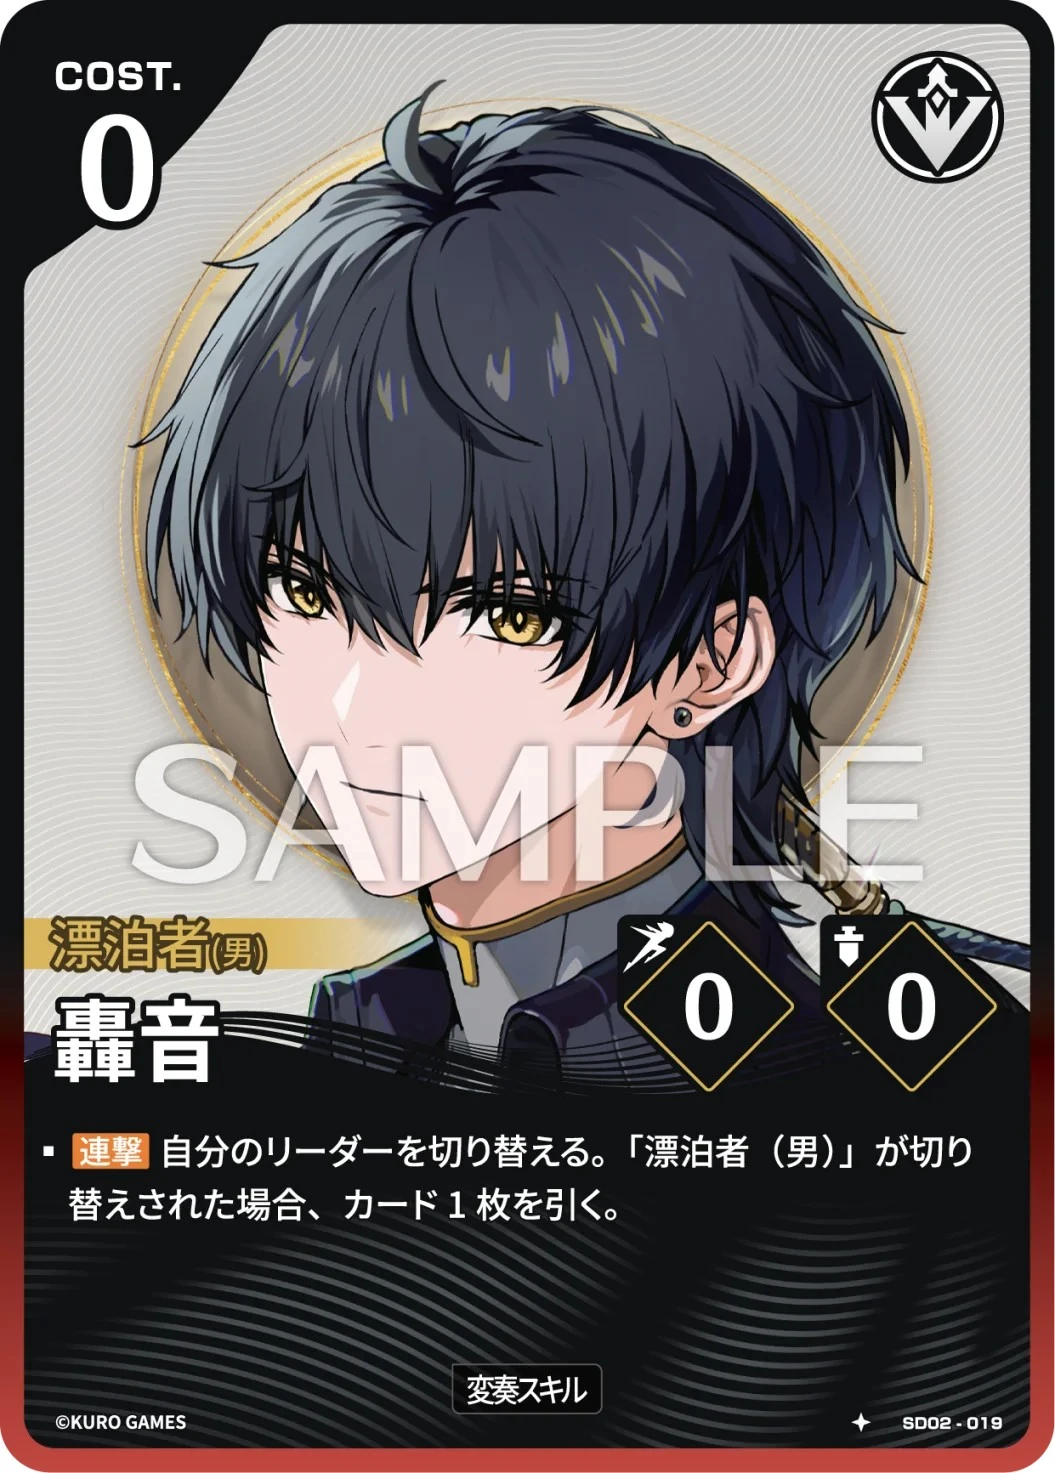 COST.
0
SAMPLE
漂泊者(男)
轟音
0
0
▪ 連撃 自分のリーダーを切り替える。「漂泊者（男）」が切り
替えされた場合、カード1枚を引く。
変奏スキル
©KURO GAMES
SD02 - 019